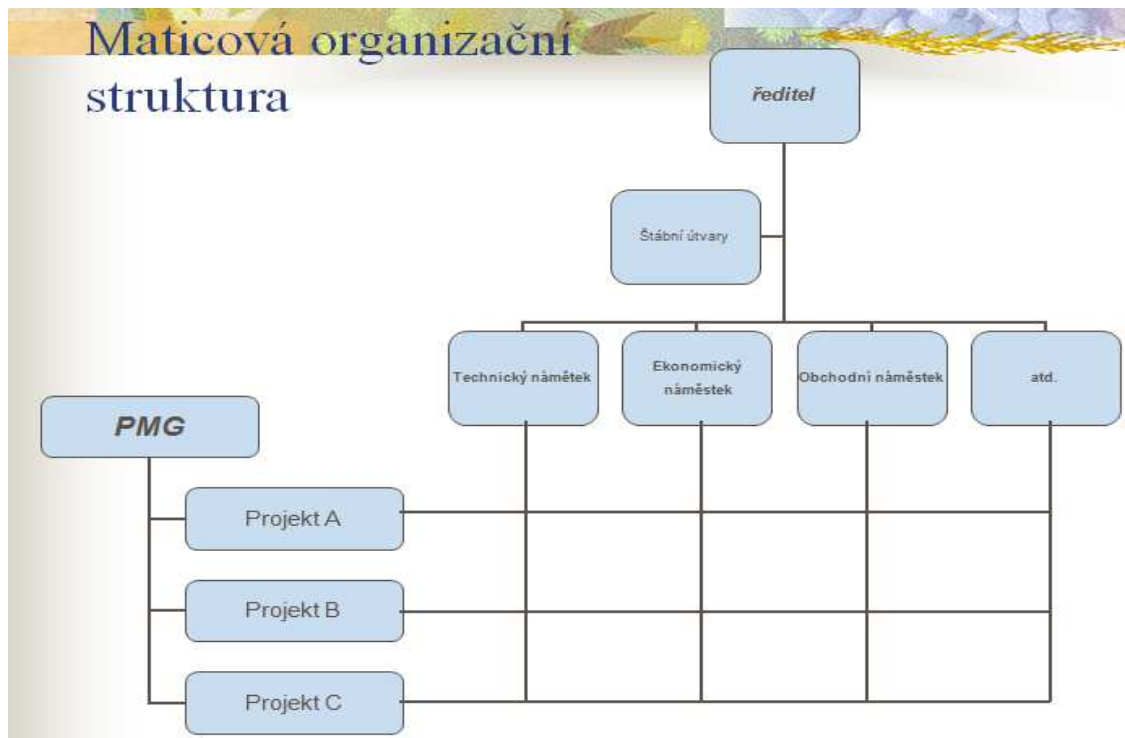 Maticová organizační
struktura
ředitel
Štábní útvary
Technický námětek
Ekonomický
náměstek
Obchodní náměstek
atd.
PMG
Projekt A
Projekt B
Projekt C